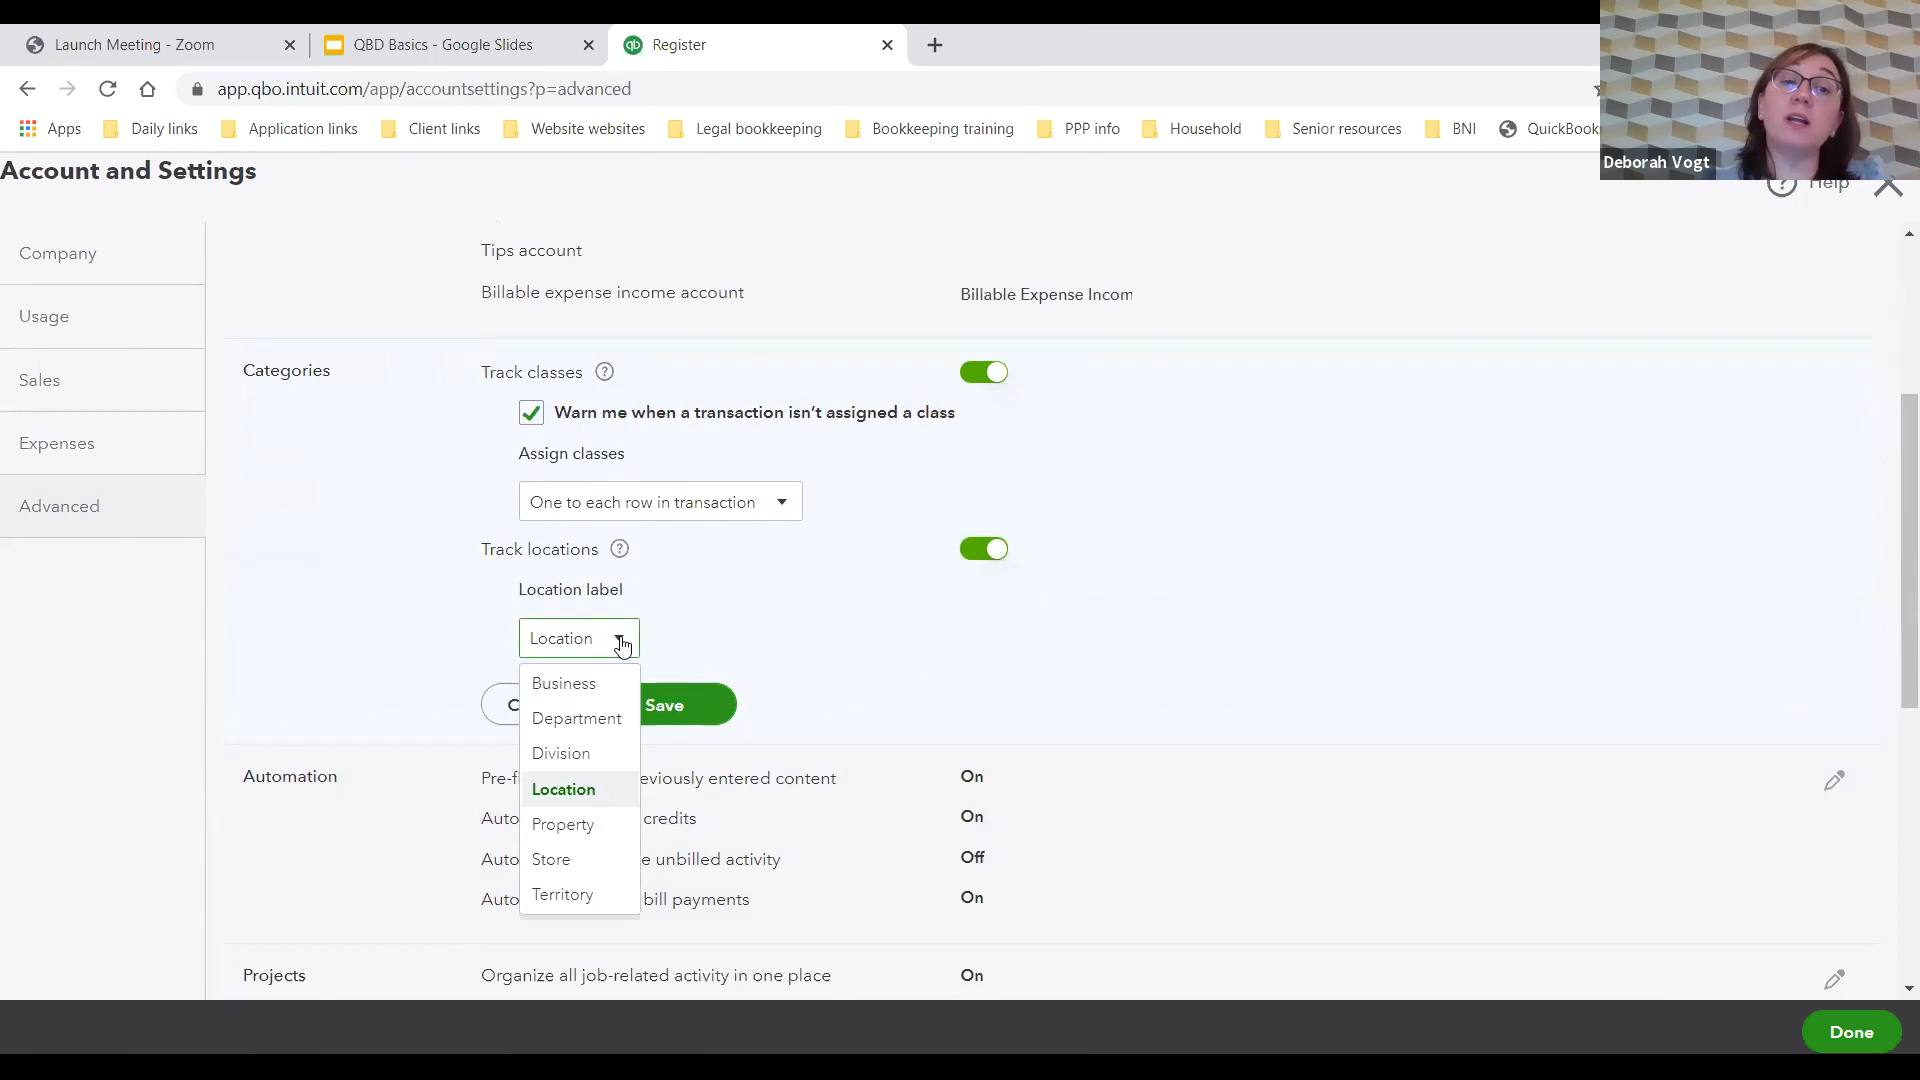 Launch Meeting - Zoom
QBD Basics - Google Slides
qb Register
app.qbo.intuit.com/app/accountsettings?p=advanced
Apps Daily links Application links Client links Website websites Legal bookkeeping Bookkeeping training PPP info Household Senior resources BNI QuickBook
Deborah Vogt
Account and Settings
Help
Company
Usage
Sales
Expenses
Advanced
Tips account
Billable expense income account Billable Expense Incom
Categories
Track classes ?
Warn me when a transaction isn't assigned a class
Assign classes
One to each row in transaction
Track locations ?
Location label
Location
Business
Department
Division
Location
Property
Store
Territory
C Save
Automation
Pre-f eviously entered content On
Auto credits On
Auto e unbilled activity Off
Auto bill payments On
Projects Organize all job-related activity in one place On
Done